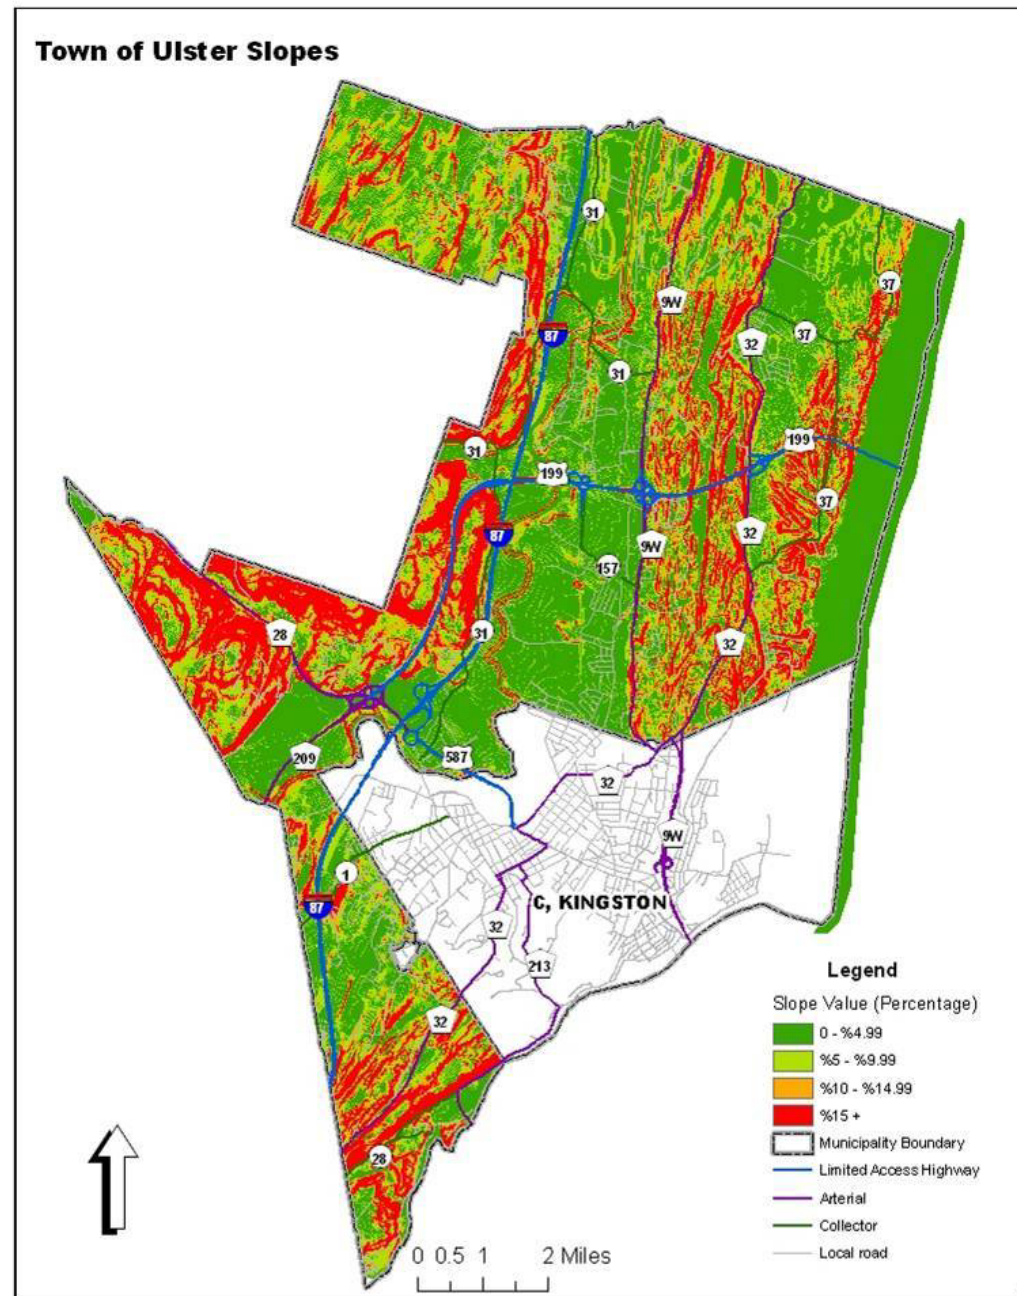 Town of Ulster Slopes
31
37
9W
87
32
37
31
31
199
199
37
87
9W
32
157
28
31
32
209
587
32
9W
1
87
C, KINGSTON
32
213
32
28
Legend
Slope Value (Percentage)
0 - %4.99
%5 - %9.99
%10 - %14.99
%15 +
Municipality Boundary
Limited Access Highway
Arterial
Collector
Local road
0 0.5 1 2 Miles